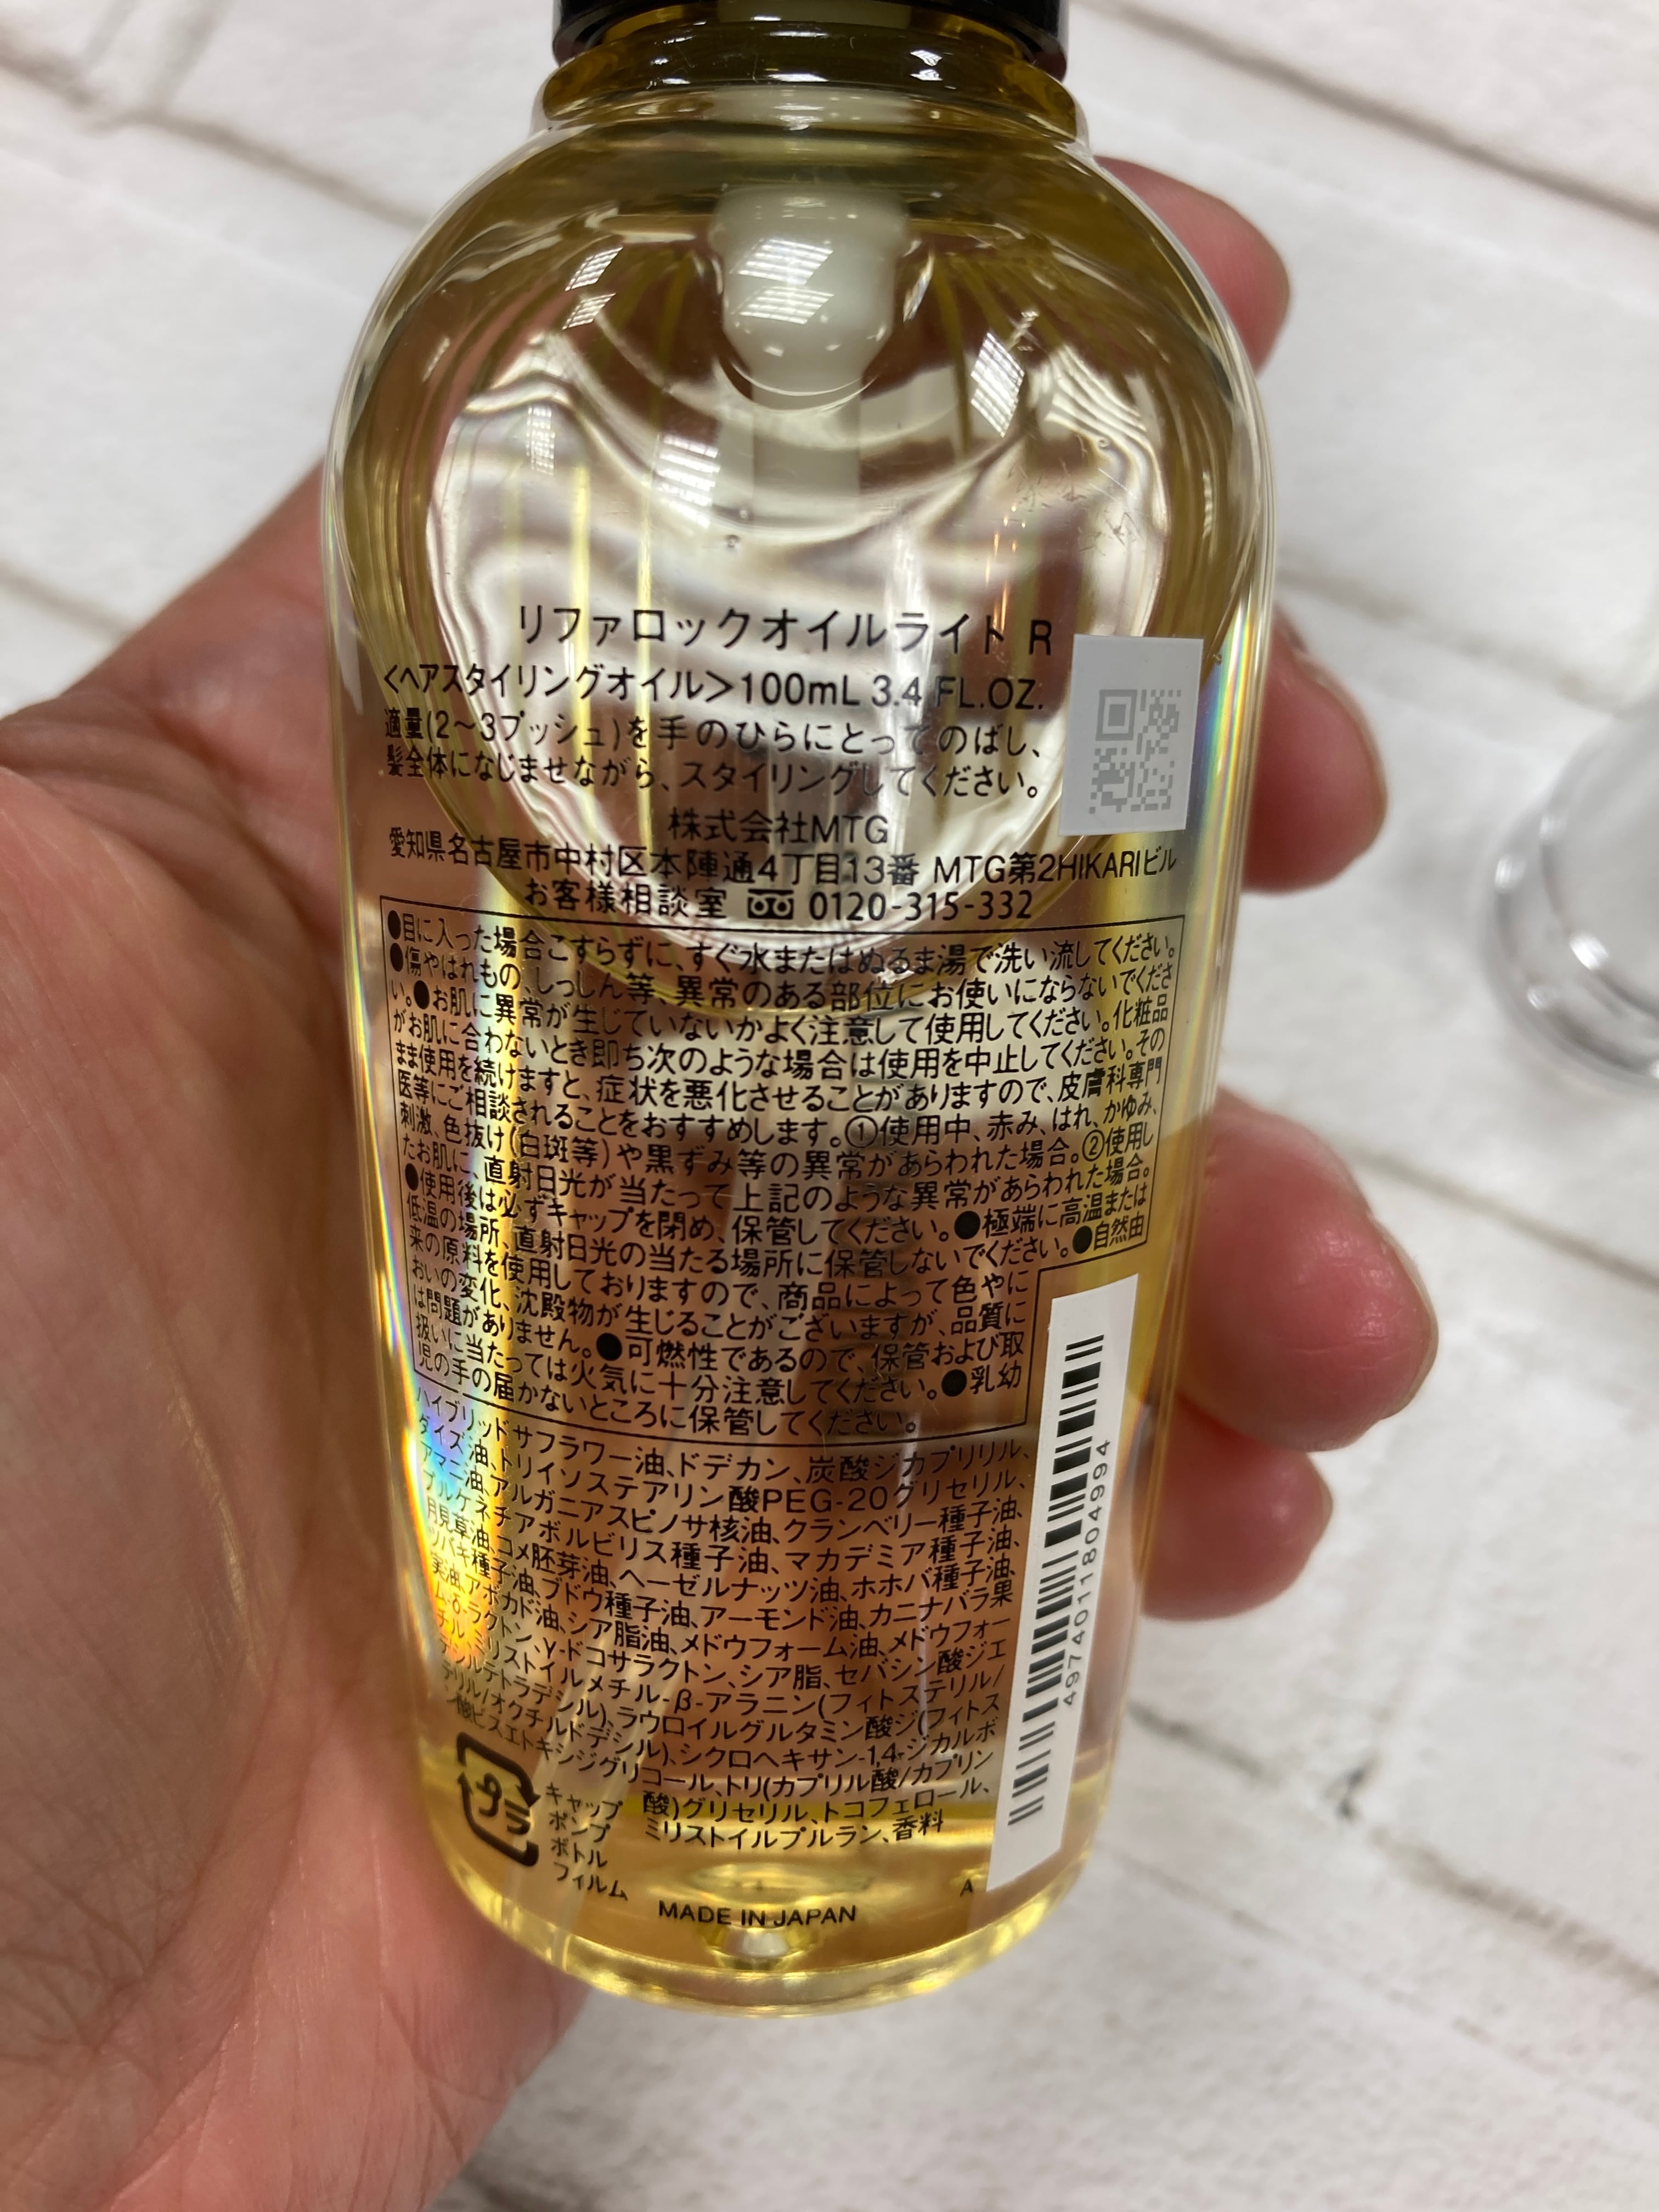 リファロックオイルライト R
<ヘアスタイリングオイル>100mL 3.4 FL.OZ.
適量(2〜3プッシュ)を手のひらにとってのばし、
髪全体になじませながら、スタイリングしてください。
株式会社MTG
愛知県名古屋市中村区本陣通4丁目13番 MTG第2HIKARIビル
お客様相談室 0120-315-332
●目に入った場合こすらずに、すぐ水またはぬるま湯で洗い流してください。
●傷やはれもの、しっしん等、異常のある部位にお使いにならないでくださ
い。●お肌に異常が生じていないかよく注意して使用してください。化粧品
がお肌に合わないとき即ち次のような場合は使用を中止してください。その
まま使用を続けますと、症状を悪化させることがありますので、皮膚科専門
医等にご相談されることをおすすめします。①使用中、赤み、はれ、かゆみ、
刺激、色抜け(白斑等)や黒ずみ等の異常があらわれた場合。②使用し
たお肌に、直射日光が当たって上記のような異常があらわれた場合。
●使用後は必ずキャップを閉め、保管してください。●極端に高温または
低温の場所、直射日光の当たる場所に保管しないでください。●自然由
来の原料を使用しておりますので、商品によって色やに
おいの変化、沈殿物が生じることがございますが、品質に
は問題がありません。●可燃性であるので、保管および取
扱いに当たっては火気に十分注意してください。●乳幼
児の手の届かないところに保管してください。
ハイブリッドサフラワー油、ドデカン、炭酸ジカプリリル、
ダイズ油、トリイソステアリン酸PEG-20グリセリル、
アマニ油、アルガニアスピノサ核油、クランベリー種子油、
プルケネチアボルビリス種子油、マカデミア種子油、
月見草油、コメ胚芽油、ヘーゼルナッツ油、ホホバ種子油、
ツバキ種子油、ブドウ種子油、アーモンド油、カニナバラ果
実油、アボカド油、シア脂油、メドウフォーム油、メドウフォー
ム-δ-ラクトン、γ-ドコサラクトン、シア脂、セバシン酸ジエ
チル、ミリストイルメチル-β-アラニン(フィトステリル/
デシルテトラデシル)、ラウロイルグルタミン酸ジ(フィトス
テリル/オクチルドデシル)、シクロヘキサン-1,4-ジカルボ
ン酸ビスエトキシジグリコール、トリ(カプリル酸/カプリン
酸)グリセリル、トコフェロール、
ミリストイルプルラン、香料
プラ
キャップ
ポンプ
ボトル
フィルム
MADE IN JAPAN
A
4974011804994